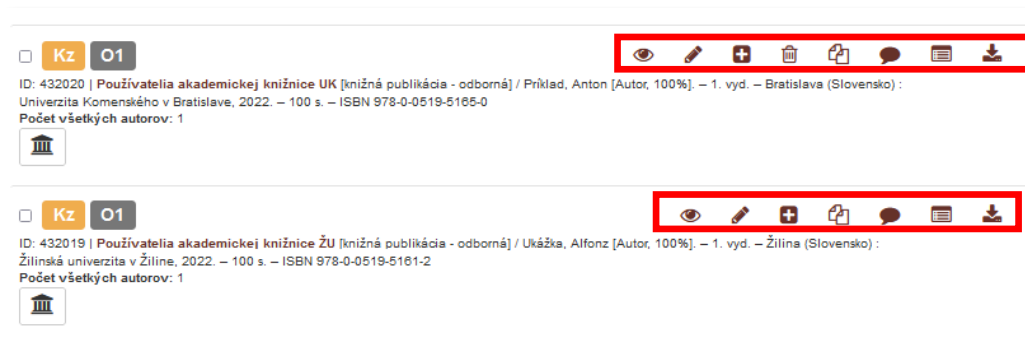 Kz O1
ID: 432020 | Používatelia akademickej knižnice UK [knižná publikácia - odborná] / Príklad, Anton [Autor, 100%]. – 1. vyd. – Bratislava (Slovensko) :
Univerzita Komenského v Bratislave, 2022. – 100 s. – ISBN 978-0-0519-5165-0
Počet všetkých autorov: 1
Kz O1
ID: 432019 | Používatelia akademickej knižnice ŽU [knižná publikácia - odborná] / Ukážka, Alfonz [Autor, 100%]. – 1. vyd. – Žilina (Slovensko) :
Žilinská univerzita v Žiline, 2022. – 100 s. – ISBN 978-0-0519-5161-2
Počet všetkých autorov: 1